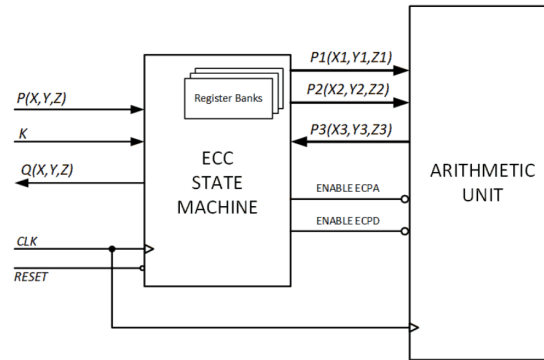 P1(X1,Y1,Z1)
P2(X2,Y2,Z2)
P3(X3,Y3,Z3)
Register Banks
P(X,Y,Z)
K
Q(X,Y,Z)
ECC
STATE
MACHINE
ARITHMETIC
UNIT
ENABLE ECPA
ENABLE ECPD
CLK
RESET